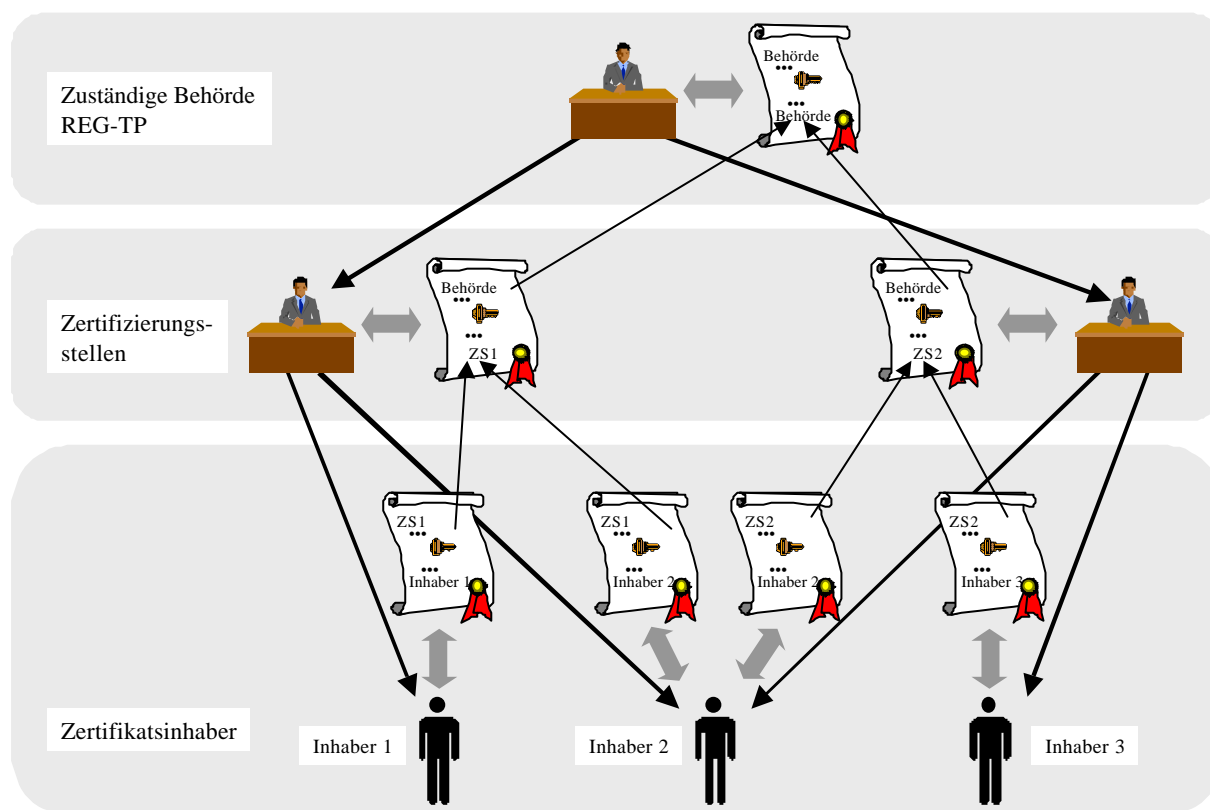 Zuständige Behörde
REG-TP
Behörde
•••
•••
Behörde
Zertifizierungs-
stellen
Behörde
•••
•••
ZS1
Behörde
•••
•••
ZS2
ZS1
•••
•••
Inhaber 1
ZS1
•••
•••
Inhaber 2
ZS2
•••
•••
Inhaber 2
ZS2
•••
•••
Inhaber 3
Zertifikatsinhaber
Inhaber 1
Inhaber 2
Inhaber 3